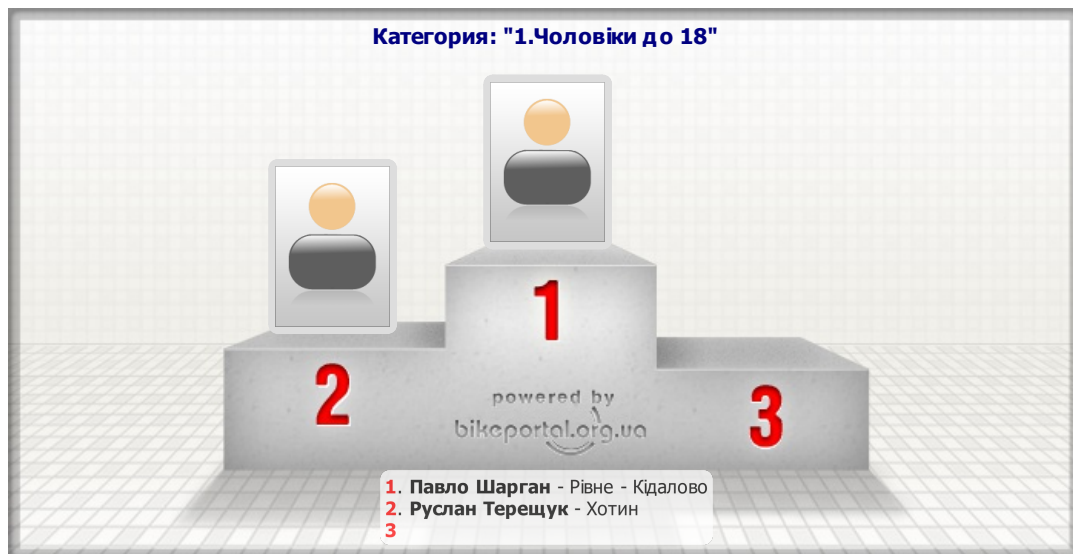 Категория: "1.Чоловіки до 18"
1
2
3
powered by
bikeportal.org.ua
1. Павло Шарган - Рівне - Кідалово
2. Руслан Терещук - Хотин
3